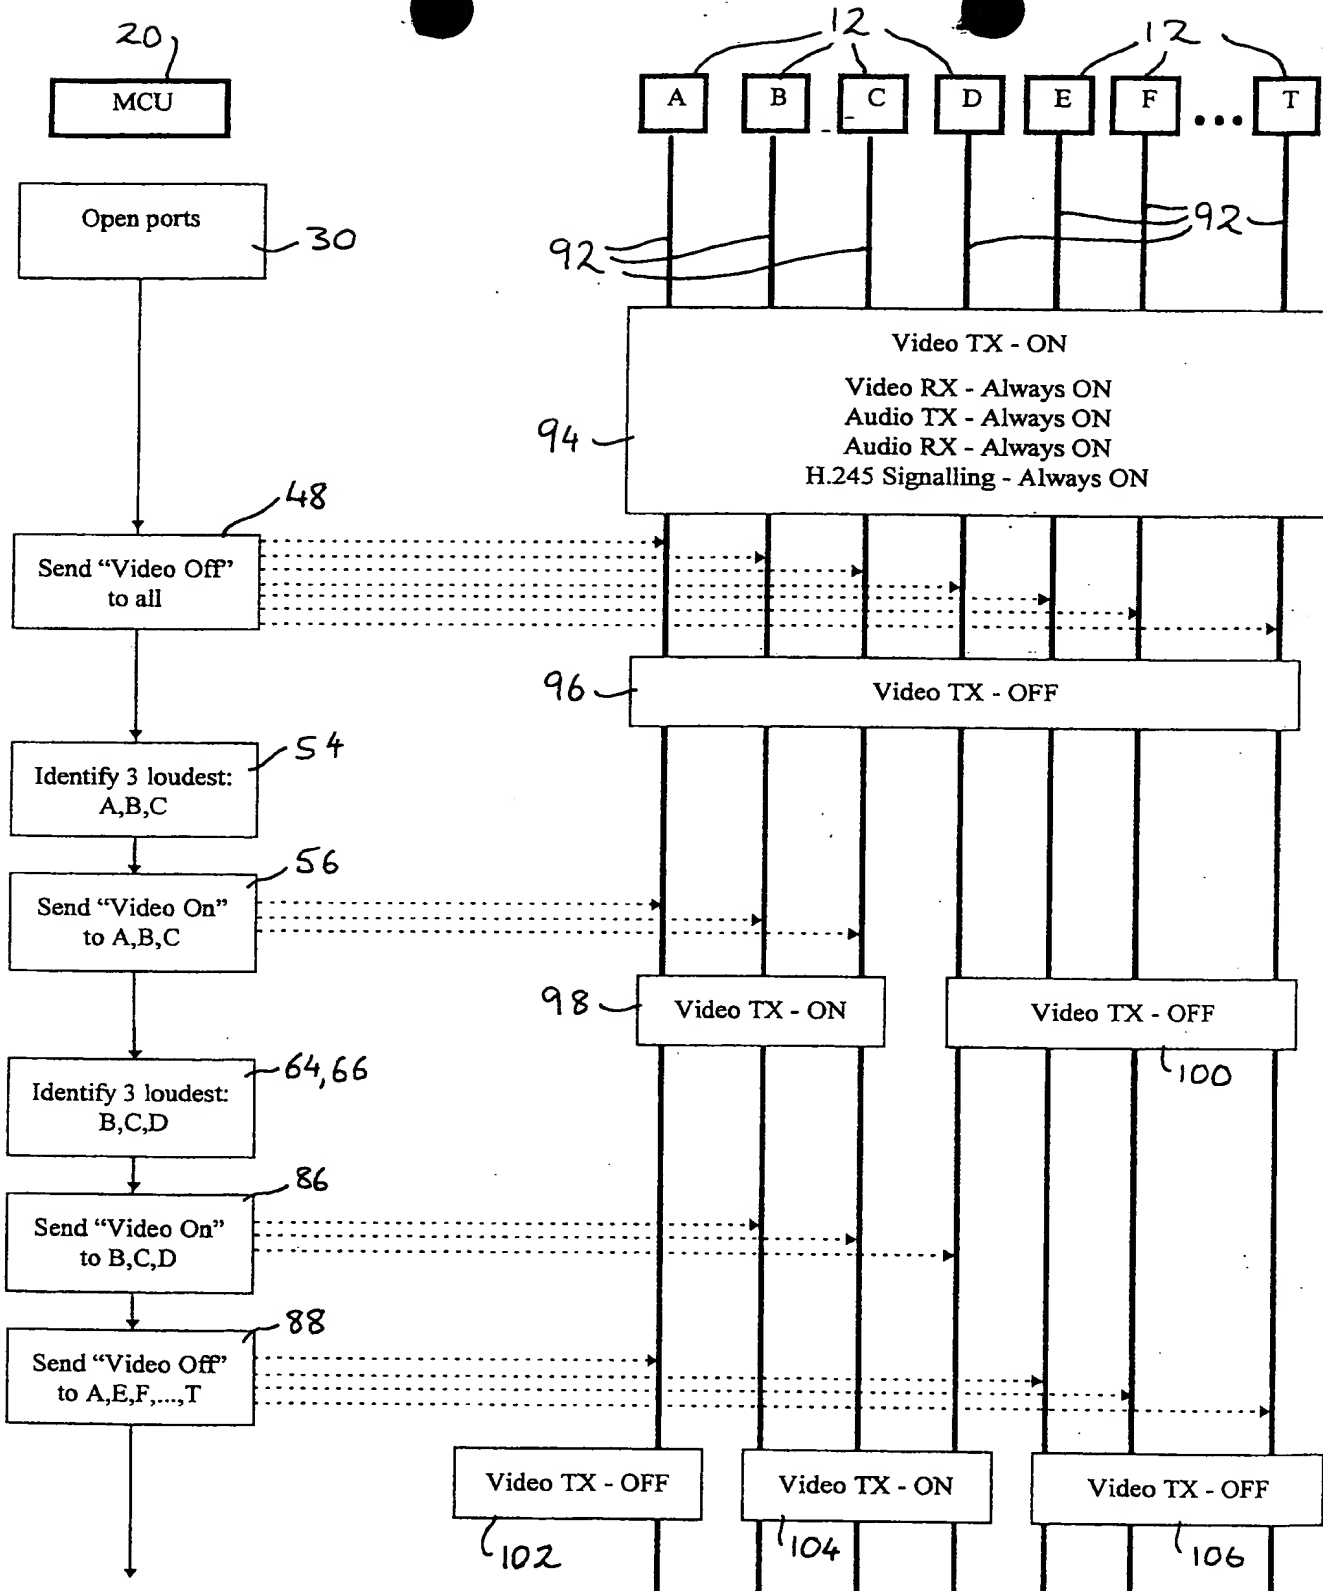 20
12
12
MCU
A
B
C
D
E
F
...
T
Open ports
30
92
92
Video TX - ON
Video RX - Always ON
Audio TX - Always ON
Audio RX - Always ON
H.245 Signalling - Always ON
94
48
Send “Video Off”
to all
96
Video TX - OFF
54
Identify 3 loudest:
A,B,C
56
Send “Video On”
to A,B,C
98
Video TX - ON
Video TX - OFF
100
64,66
Identify 3 loudest:
B,C,D
86
Send “Video On”
to B,C,D
88
Send “Video Off”
to A,E,F,...,T
Video TX - OFF
Video TX - ON
Video TX - OFF
102
104
106